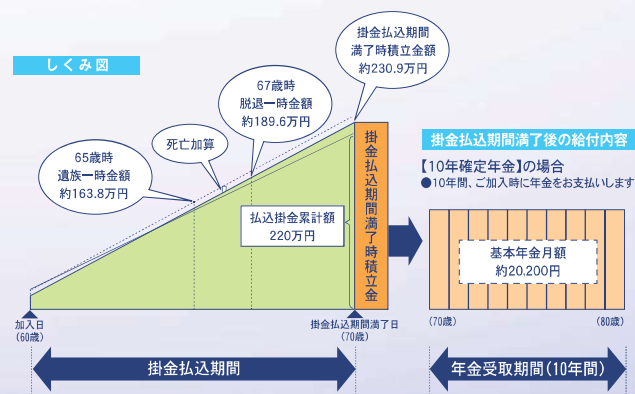 しくみ図
掛金払込期間
満了時積立金額
約230.9万円
67歳時
脱退一時金額
約189.6万円
死亡加算
65歳時
遺族一時金額
約163.8万円
払込掛金累計額
220万円
掛金払込期間満了時積立金
加入日
(60歳)
掛金払込期間満了日
(70歳)
掛金払込期間
掛金払込期間満了後の給付内容
【10年確定年金】の場合
●10年間、ご加入時に年金をお支払いします
基本年金月額
約20.200円
(70歳)
(80歳)
年金受取期間(10年間)